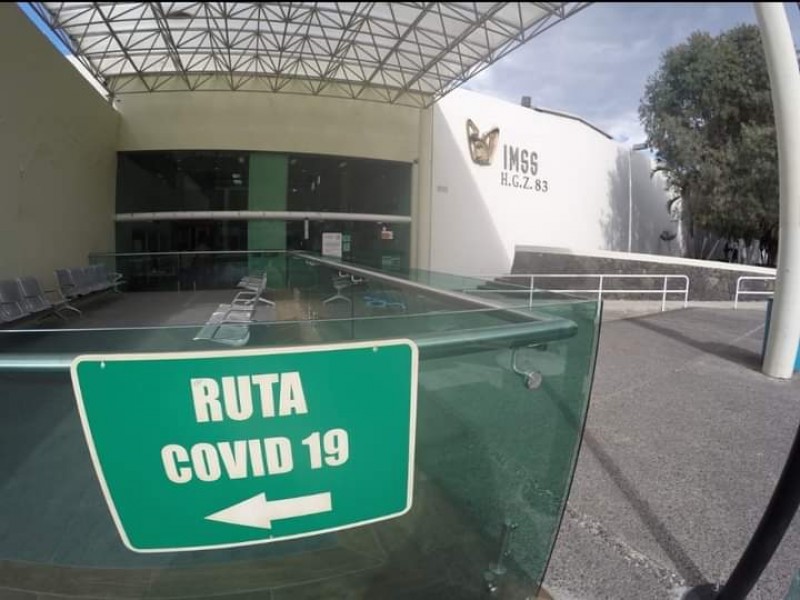 IMSS
H.G.Z. 83
RUTA
COVID 19